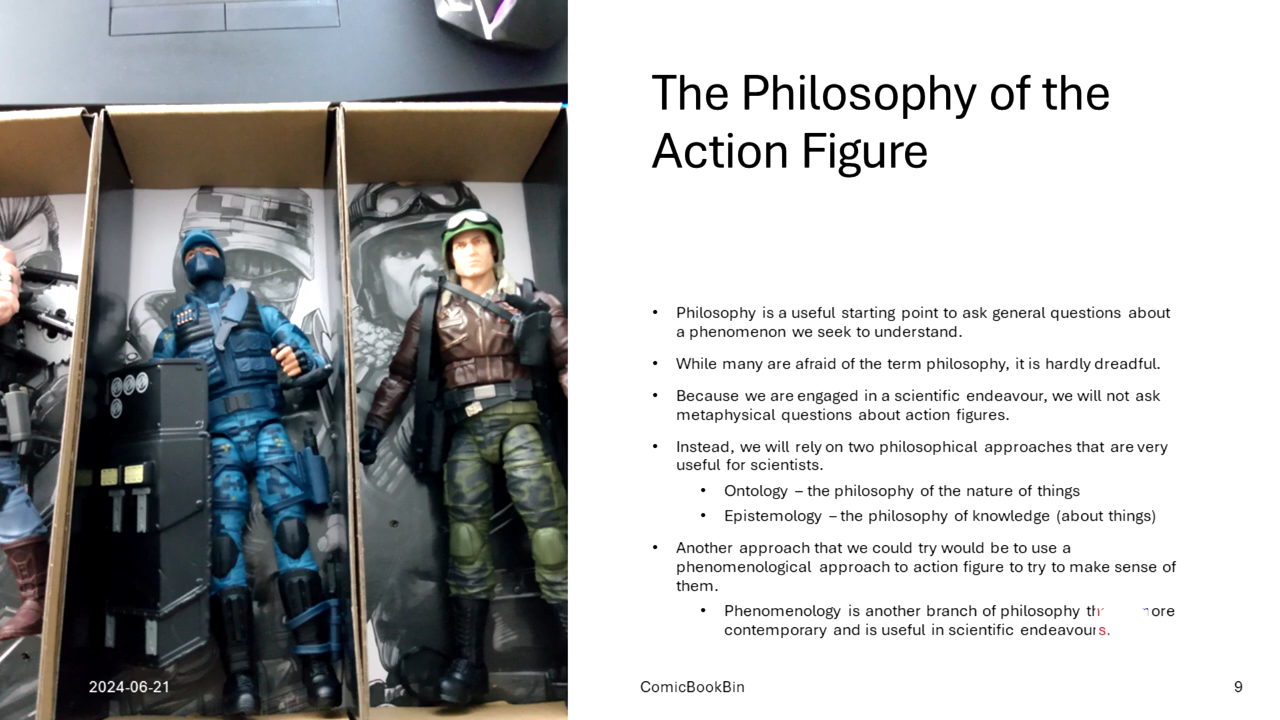 The Philosophy of the
Action Figure
• Philosophy is a useful starting point to ask general questions about
a phenomenon we seek to understand.
• While many are afraid of the term philosophy, it is hardly dreadful.
• Because we are engaged in a scientific endeavour, we will not ask
metaphysical questions about action figures.
• Instead, we will rely on two philosophical approaches that are very
useful for scientists.
• Ontology – the philosophy of the nature of things
• Epistemology – the philosophy of knowledge (about things)
• Another approach that we could try would be to use a
phenomenological approach to action figure to try to make sense of
them.
• Phenomenology is another branch of philosophy
contemporary and is useful in scientific endeavours.
2024-06-21
ComicBookBin
9